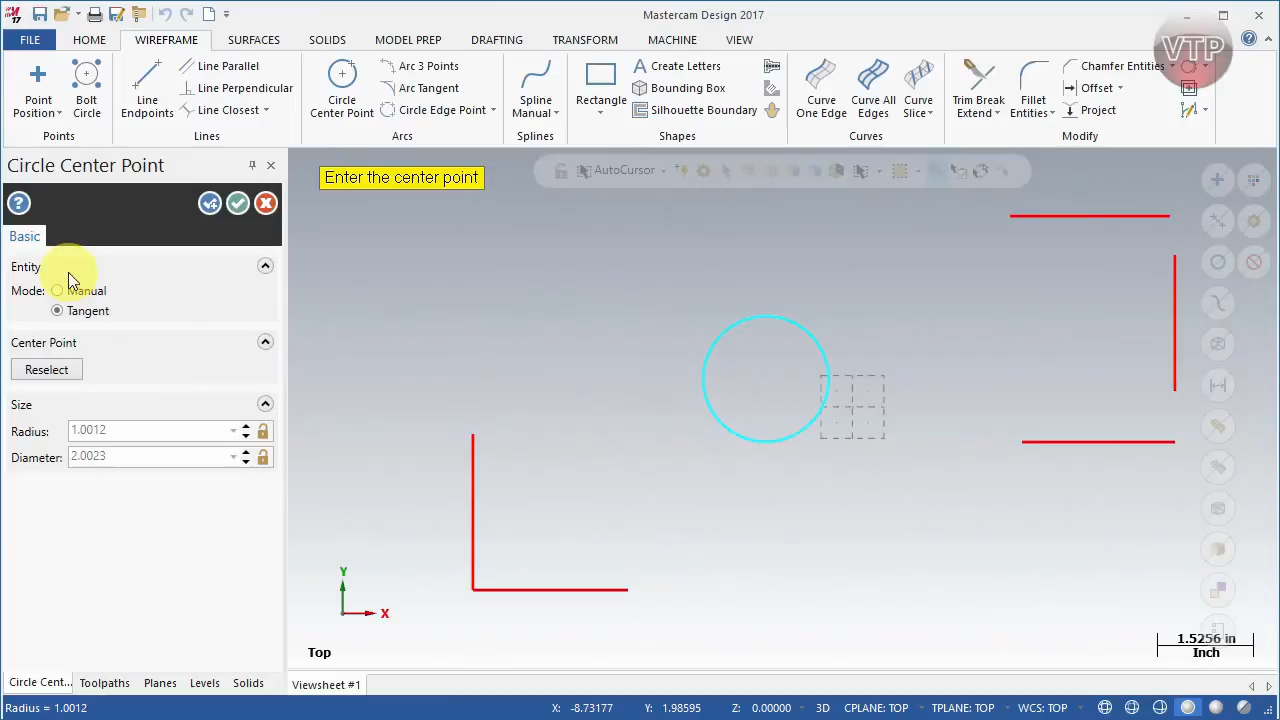 17
Mastercam Design 2017
FILE HOME WIREFRAME SURFACES SOLIDS MODEL PREP DRAFTING TRANSFORM MACHINE VIEW
VTP
Point Position
Bolt Circle
Points
Line Endpoints
Line Parallel
Line Perpendicular
Line Closest
Lines
Circle Center Point
Arc 3 Points
Arc Tangent
Circle Edge Point
Arcs
Spline Manual
Splines
Rectangle
Create Letters
Bounding Box
Silhouette Boundary
Shapes
Curve One Edge
Curve All Edges
Curve Slice
Curves
Trim Break Extend
Fillet Entities
Chamfer Entities
Offset
Project
Modify
Circle Center Point
Basic
Entity
Mode: Manual
Tangent
Center Point
Reselect
Size
Radius: 1.0012
Diameter: 2.0023
Enter the center point
AutoCursor
Y
X
Top
1.5256 in
Inch
Circle Cent... Toolpaths Planes Levels Solids
Viewsheet #1
Radius = 1.0012 X: -8.73177 Y: 1.98595 Z: 0.00000 3D CPLANE: TOP TPLANE: TOP WCS: TOP